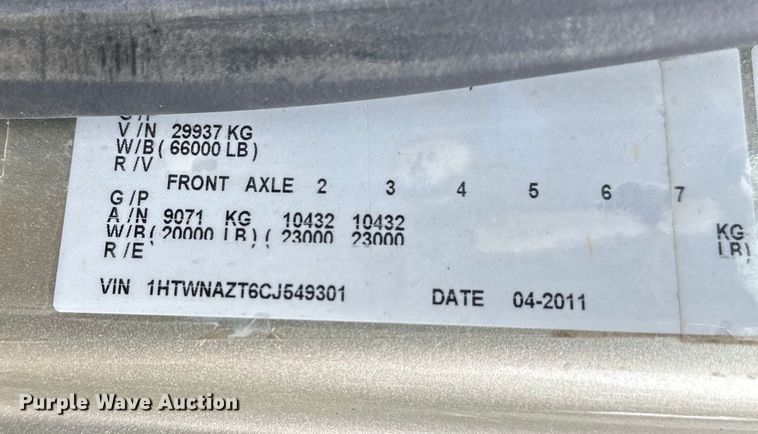 V/N 29937 KG
W/B ( 66000 LB )
R /V
FRONT AXLE 2 3 4 5 6 7
G/P
A /N 9071 KG 10432 10432 KG
W/B ( 20000 LB) ( 23000 23000 LB)
R /E
VIN 1HTWNAZT6CJ549301 DATE 04-2011
Purple Wave Auction